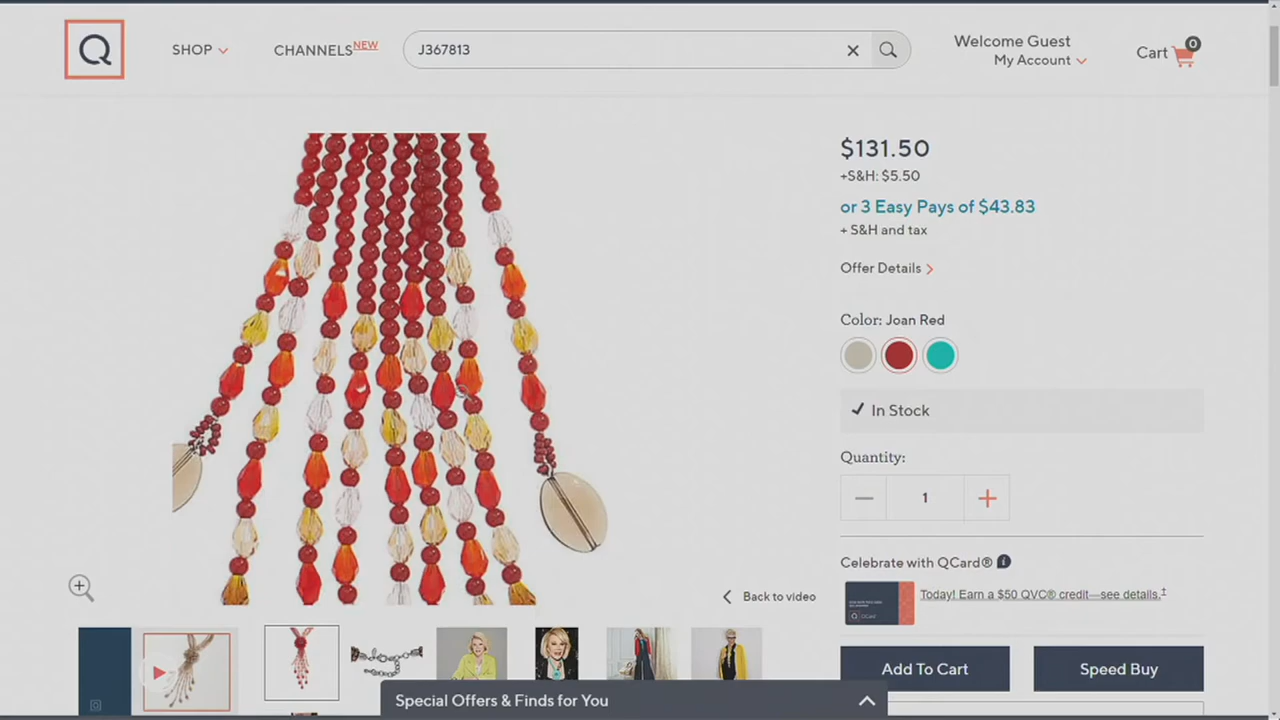 Q
SHOP
CHANNELS NEW
J367813
Welcome Guest
My Account
Cart 0
$131.50
+S&H: $5.50
or 3 Easy Pays of $43.83
+ S&H and tax
Offer Details
Color: Joan Red
In Stock
Quantity:
1
Celebrate with QCard®
Today! Earn a $50 QVC® credit—see details.‡
Back to video
Add To Cart
Speed Buy
Special Offers & Finds for You